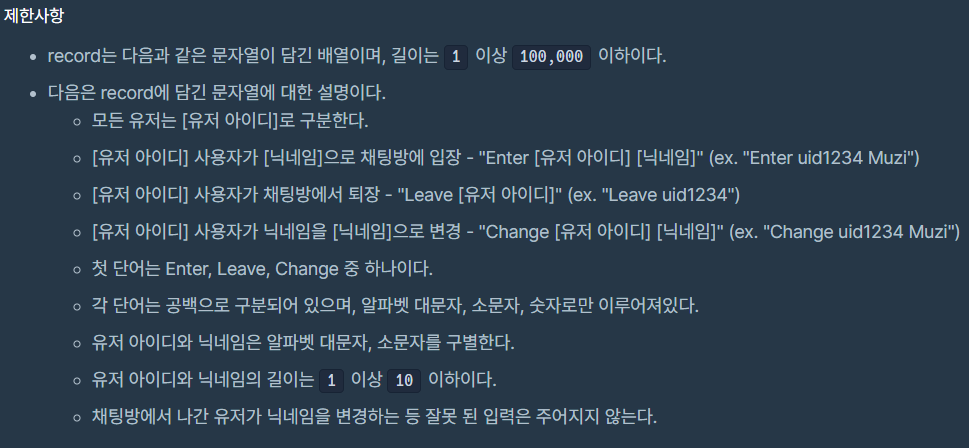 제한사항
record는 다음과 같은 문자열이 담긴 배열이며, 길이는 1 이상 100,000 이하이다.
다음은 record에 담긴 문자열에 대한 설명이다.
모든 유저는 [유저 아이디]로 구분한다.
[유저 아이디] 사용자가 [닉네임]으로 채팅방에 입장 - "Enter [유저 아이디] [닉네임]" (ex. "Enter uid1234 Muzi")
[유저 아이디] 사용자가 채팅방에서 퇴장 - "Leave [유저 아이디]" (ex. "Leave uid1234")
[유저 아이디] 사용자가 닉네임을 [닉네임]으로 변경 - "Change [유저 아이디] [닉네임]" (ex. "Change uid1234 Muzi")
첫 단어는 Enter, Leave, Change 중 하나이다.
각 단어는 공백으로 구분되어 있으며, 알파벳 대문자, 소문자, 숫자로만 이루어져있다.
유저 아이디와 닉네임은 알파벳 대문자, 소문자를 구별한다.
유저 아이디와 닉네임의 길이는 1 이상 10 이하이다.
채팅방에서 나간 유저가 닉네임을 변경하는 등 잘못 된 입력은 주어지지 않는다.